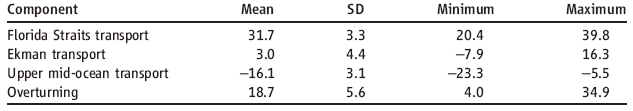 Component Mean SD Minimum Maximum
Florida Straits transport 31.7 3.3 20.4 39.8
Ekman transport 3.0 4.4 −7.9 16.3
Upper mid-ocean transport −16.1 3.1 −23.3 −5.5
Overturning 18.7 5.6 4.0 34.9